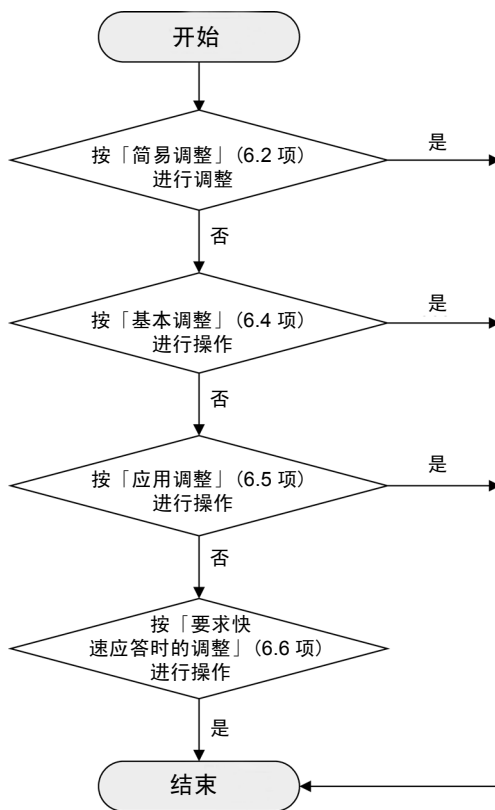 开始
按「简易调整」(6.2 项)
进行调整
是
否
按「基本调整」(6.4 项)
进行操作
是
否
按「应用调整」(6.5 项)
进行操作
是
否
按「要求快
速应答时的调整」(6.6 项)
进行操作
是
结束